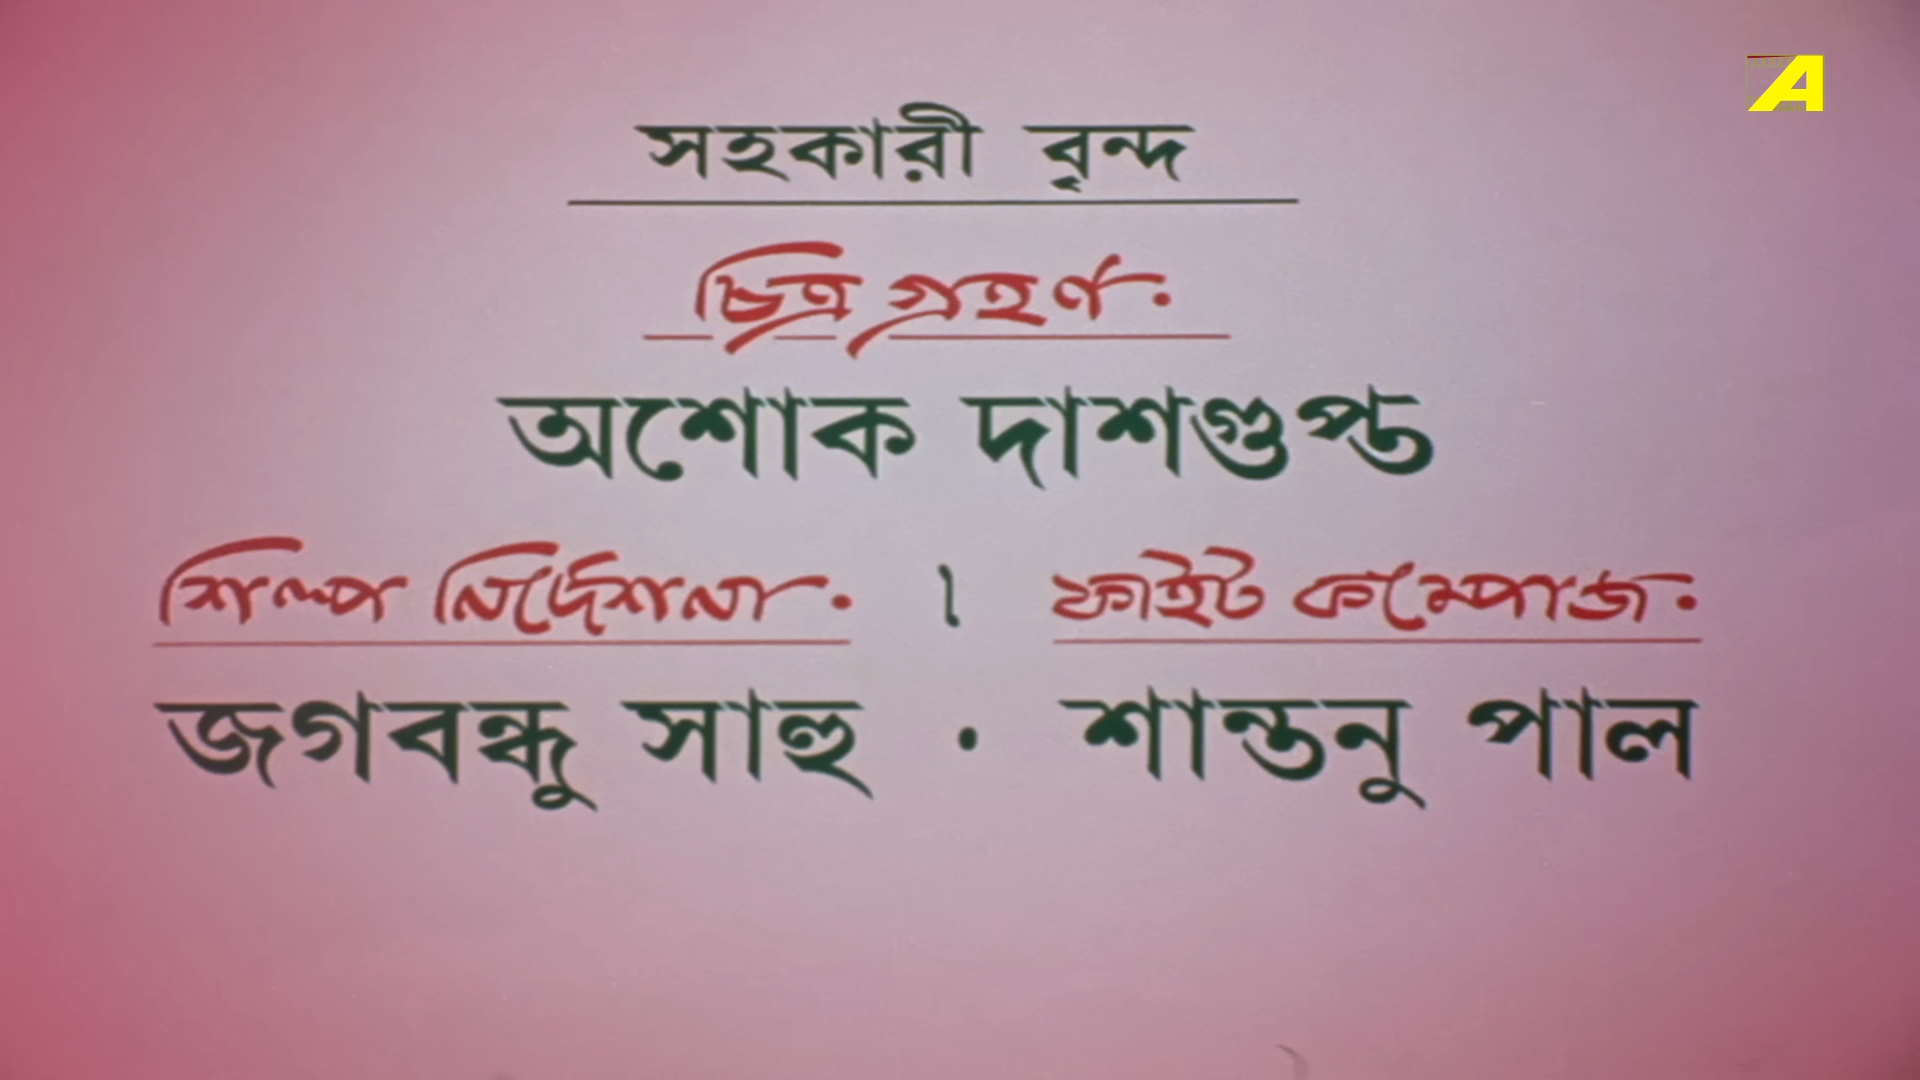 সহকারী বৃন্দ
চিত্র গ্রহণ·
অশোক দাশগুপ্ত
শিল্প নির্দেশনা· । ফাইট কম্পোজ·
জগবন্ধু সাহু · শান্তনু পাল